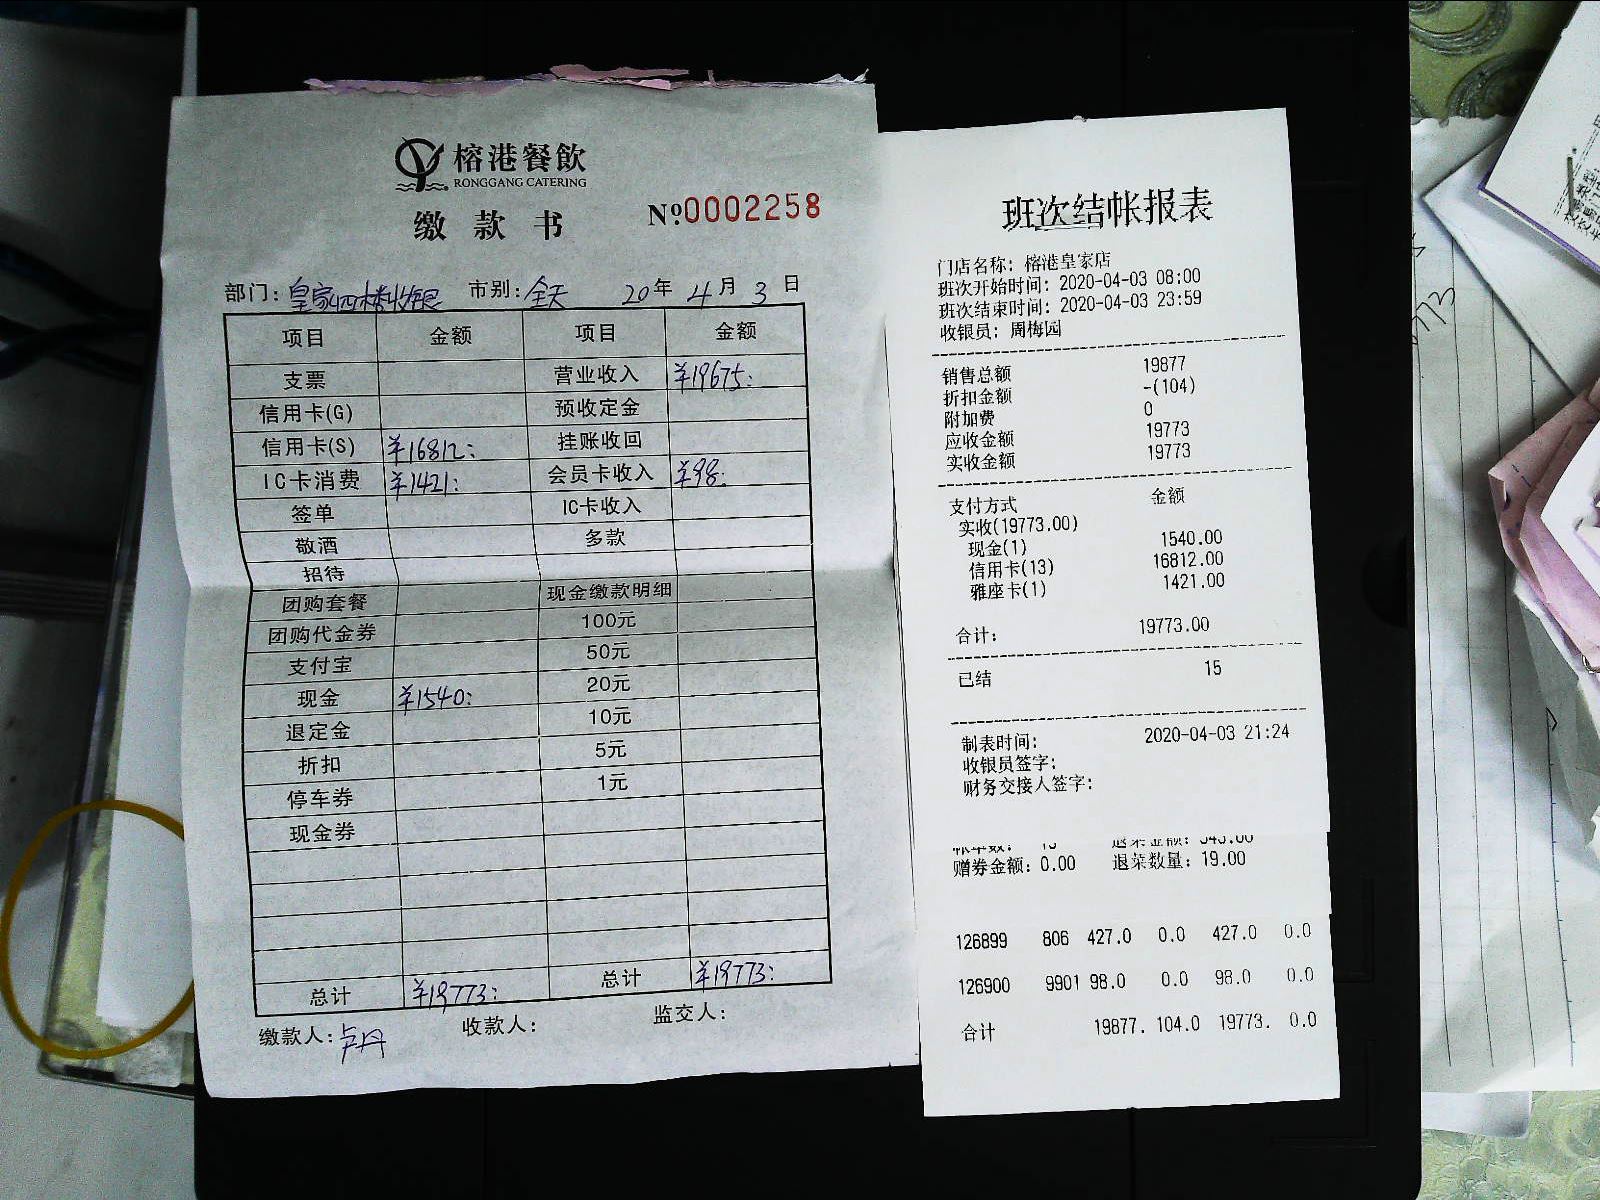 榕港餐飲
RONGGANG CATERING
缴款书 №0002258
部门：皇家四楼收银 市别：全天 20年4月3日
项目 金额 项目 金额
支票 营业收入 ¥19675:
信用卡(G) 预收定金
信用卡(S) ¥16812: 挂账收回
IC卡消费 ¥1421: 会员卡收入 ¥98:
签单 IC卡收入
敬酒 多款
招待
团购套餐 现金缴款明细
团购代金券 100元
支付宝 50元
现金 ¥1540: 20元
退定金 10元
折扣 5元
停车券 1元
现金券
总计 ¥19773: 总计 ¥19773:
缴款人：卢丹 收款人： 监交人：
班次结帐报表
门店名称：榕港皇家店
班次开始时间：2020-04-03 08:00
班次结束时间：2020-04-03 23:59
收银员：周梅园
销售总额 19877
折扣金额 -(104)
附加费 0
应收金额 19773
实收金额 19773
支付方式 金额
实收(19773.00)
现金(1) 1540.00
信用卡(13) 16812.00
雅座卡(1) 1421.00
合计： 19773.00
已结 15
制表时间： 2020-04-03 21:24
收银员签字：
财务交接人签字：
赠券金额：0.00 退菜数量：19.00
126899 806 427.0 0.0 427.0 0.0
126900 9901 98.0 0.0 98.0 0.0
合计 19877. 104.0 19773. 0.0